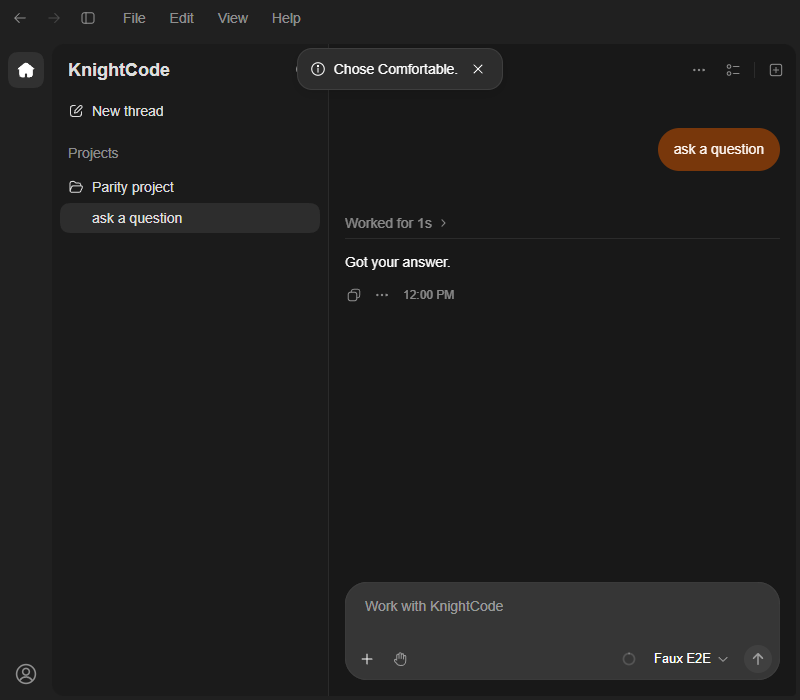 File Edit View Help
KnightCode
Chose Comfortable.
New thread
Projects
Parity project
ask a question
ask a question
Worked for 1s
Got your answer.
12:00 PM
Work with KnightCode
Faux E2E